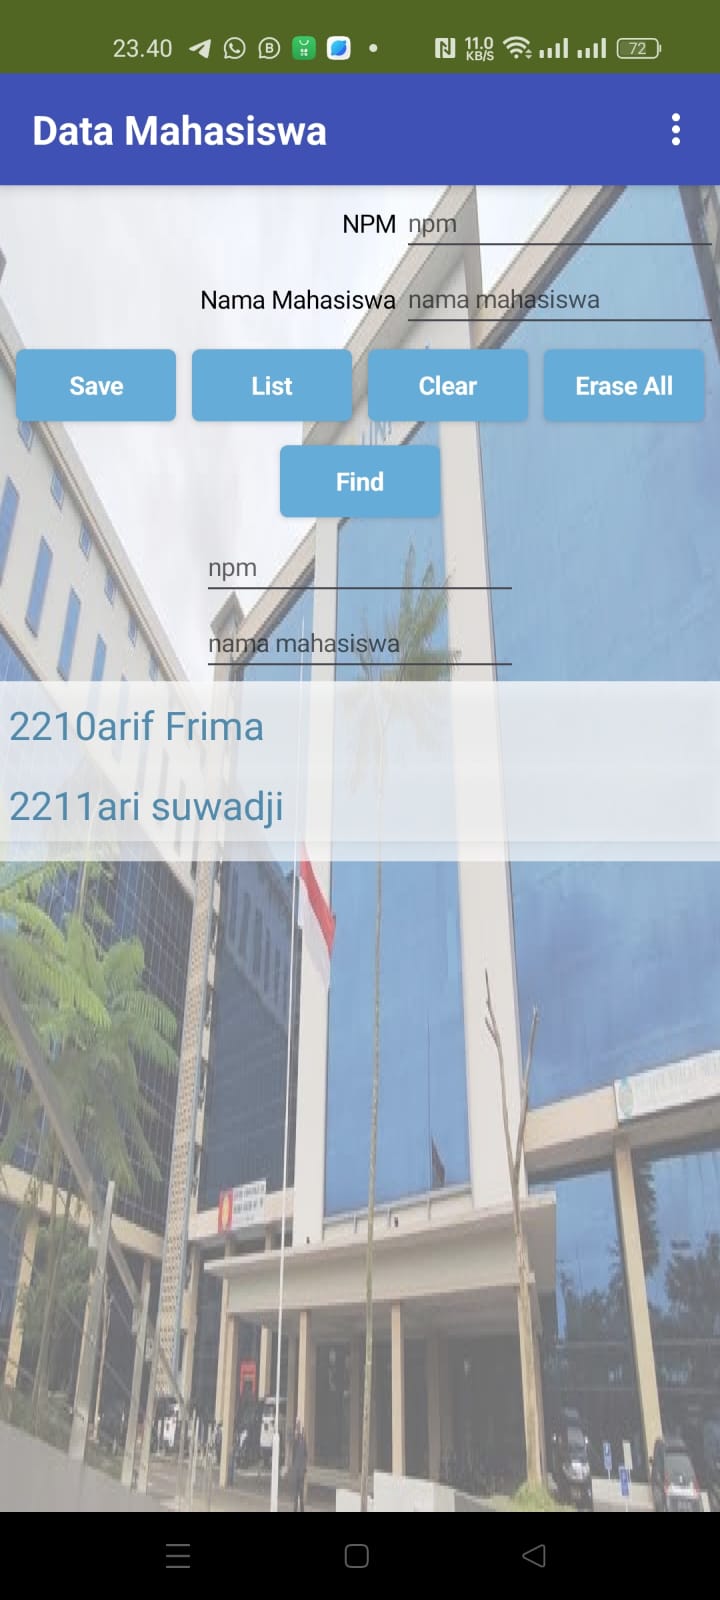 23.40 11.0 KB/S 72
Data Mahasiswa
NPM npm
Nama Mahasiswa nama mahasiswa
Save List Clear Erase All
Find
npm
nama mahasiswa
2210arif Frima
2211ari suwadji